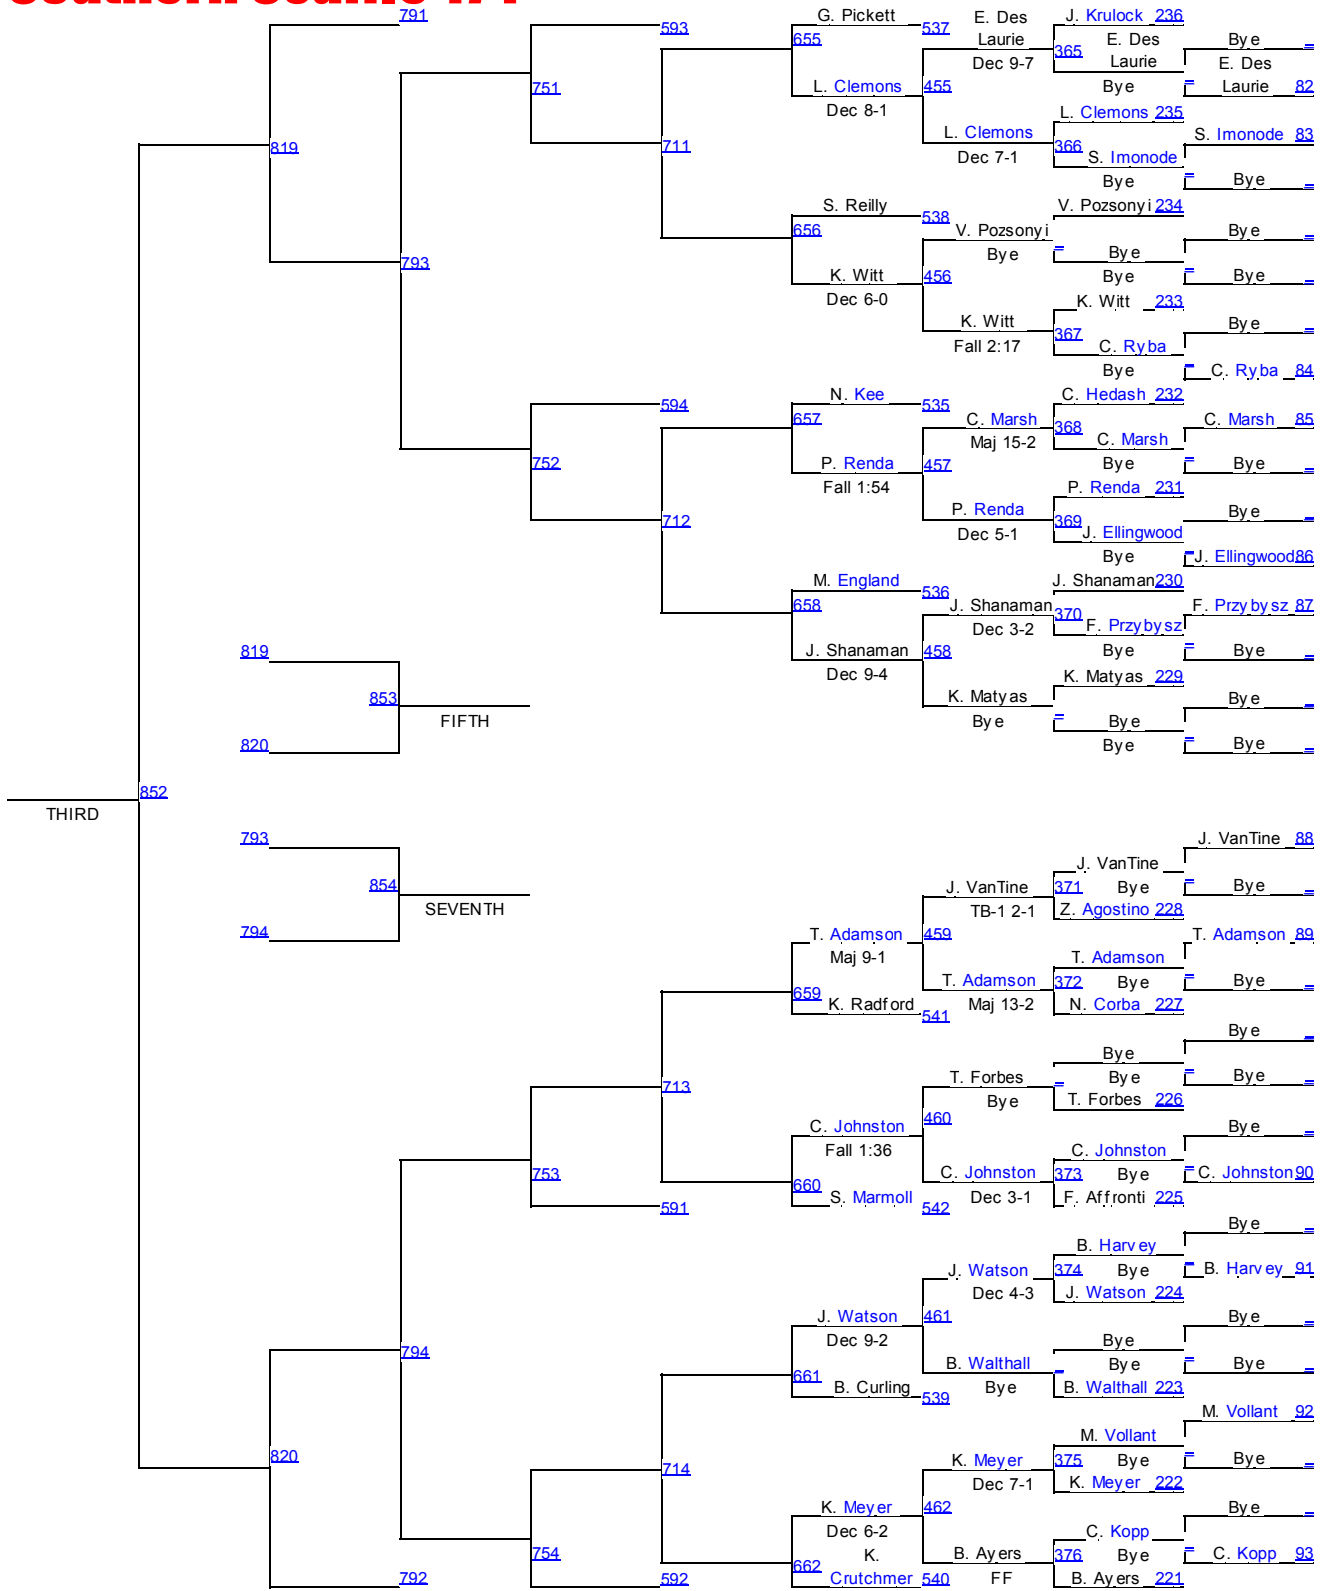 791
593
G. Pickett
537
E. Des
J. Krulock 236
655
Laurie
365
E. Des
Bye
Dec 9-7
Laurie
E. Des
751
L. Clemons
455
Bye
Laurie 82
Dec 8-1
L. Clemons 235
819
711
L. Clemons
366
S. Imonode 83
Dec 7-1
S. Imonode
Bye
Bye
S. Reilly
538
V. Pozsonyi 234
656
V. Pozsonyi
Bye
793
Bye
Bye
K. Witt
456
Bye
Bye
Dec 6-0
K. Witt 233
K. Witt
367
Bye
Fall 2:17
C. Ryba
Bye
C. Ryba 84
594
N. Kee
535
C. Hedash 232
657
C. Marsh
368
C. Marsh 85
Maj 15-2
C. Marsh
752
P. Renda
457
Bye
Bye
Fall 1:54
P. Renda 231
712
P. Renda
369
Bye
Dec 5-1
J. Ellingwood
Bye
J. Ellingwood 86
M. England
536
J. Shanaman 230
658
J. Shanaman
370
F. Przybysz 87
Dec 3-2
F. Przybysz
819
J. Shanaman
458
Bye
Bye
Dec 9-4
K. Matyas 229
853
K. Matyas
Bye
FIFTH
Bye
Bye
820
Bye
Bye
852
THIRD
793
J. VanTine 88
J. VanTine
854
J. VanTine
371
Bye
Bye
SEVENTH
TB-1 2-1
Z. Agostino 228
794
T. Adamson
459
T. Adamson 89
Maj 9-1
T. Adamson
659
T. Adamson
372
Bye
Bye
K. Radford
541
Maj 13-2
N. Corba 227
Bye
Bye
713
T. Forbes
Bye
Bye
Bye
T. Forbes 226
C. Johnston
460
Bye
Fall 1:36
C. Johnston
753
C. Johnston
373
Bye
C. Johnston 90
660
Dec 3-1
591
S. Marmoll
542
F. Affronti 225
Bye
B. Harvey
J. Watson
374
Bye
B. Harvey 91
Dec 4-3
J. Watson 224
J. Watson
461
Bye
Dec 9-2
Bye
794
B. Walthall
Bye
Bye
661
B. Curling
539
Bye
B. Walthall 223
M. Vollant 92
M. Vollant
820
714
K. Meyer
375
Bye
Bye
Dec 7-1
K. Meyer 222
K. Meyer
462
Bye
Dec 6-2
C. Kopp
754
K.
B. Ayers
376
Bye
C. Kopp 93
662
792
592
Crutchmer
540
FF
B. Ayers 221